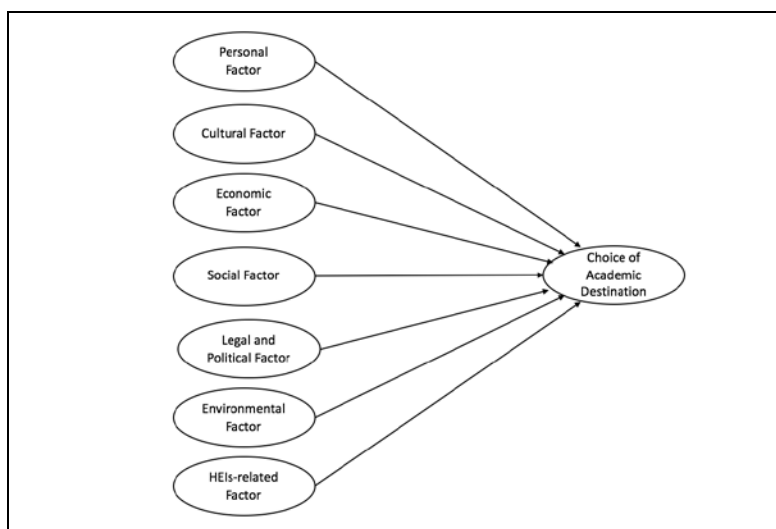 Personal
Factor
Cultural Factor
Economic
Factor
Social Factor
Legal and
Political Factor
Environmental
Factor
HEIs-related
Factor
Choice of
Academic
Destination